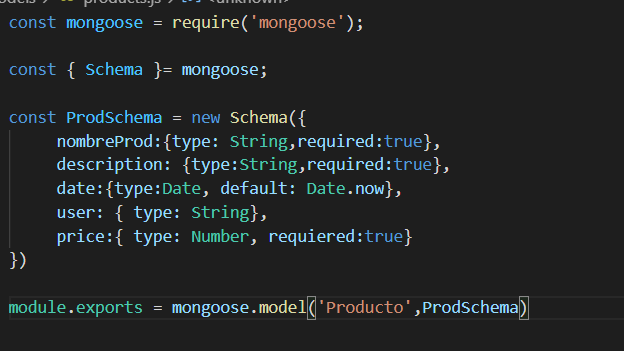 products.js
<unknown>
const mongoose = require('mongoose');
const { Schema }= mongoose;
const ProdSchema = new Schema({
nombreProd:{type: String,required:true},
description: {type:String,required:true},
date:{type:Date, default: Date.now},
user: { type: String},
price:{ type: Number, requiered:true}
})
module.exports = mongoose.model('Producto',ProdSchema)